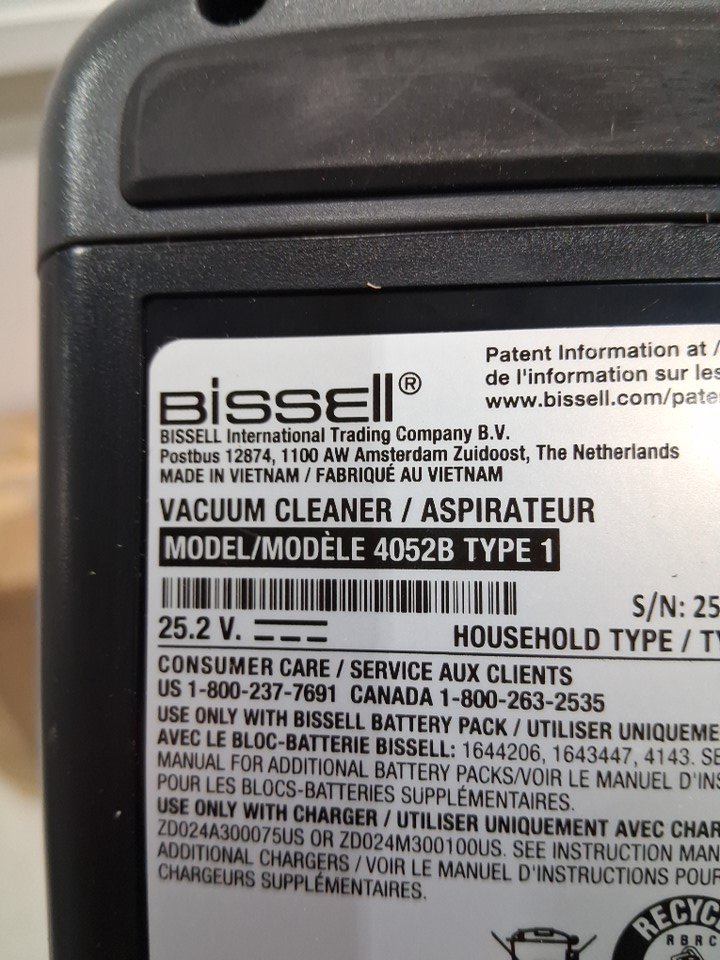 Patent Information at /
de l'information sur les
www.bissell.com/pate
BISSELL®
BISSELL International Trading Company B.V.
Postbus 12874, 1100 AW Amsterdam Zuidoost, The Netherlands
MADE IN VIETNAM / FABRIQUÉ AU VIETNAM
VACUUM CLEANER / ASPIRATEUR
MODEL/MODÈLE 4052B TYPE 1
S/N: 25
25.2 V.
HOUSEHOLD TYPE / TY
CONSUMER CARE / SERVICE AUX CLIENTS
US 1-800-237-7691 CANADA 1-800-263-2535
USE ONLY WITH BISSELL BATTERY PACK / UTILISER UNIQUEME
AVEC LE BLOC-BATTERIE BISSELL: 1644206, 1643447, 4143. SE
MANUAL FOR ADDITIONAL BATTERY PACKS/VOIR LE MANUEL D'INS
POUR LES BLOCS-BATTERIES SUPPLÉMENTAIRES.
USE ONLY WITH CHARGER / UTILISER UNIQUEMENT AVEC CHAR
ZD024A300075US OR ZD024M300100US. SEE INSTRUCTION MAN
ADDITIONAL CHARGERS / VOIR LE MANUEL D'INSTRUCTIONS POUR
CHARGEURS SUPPLÉMENTAIRES.
RECYC
RBRC